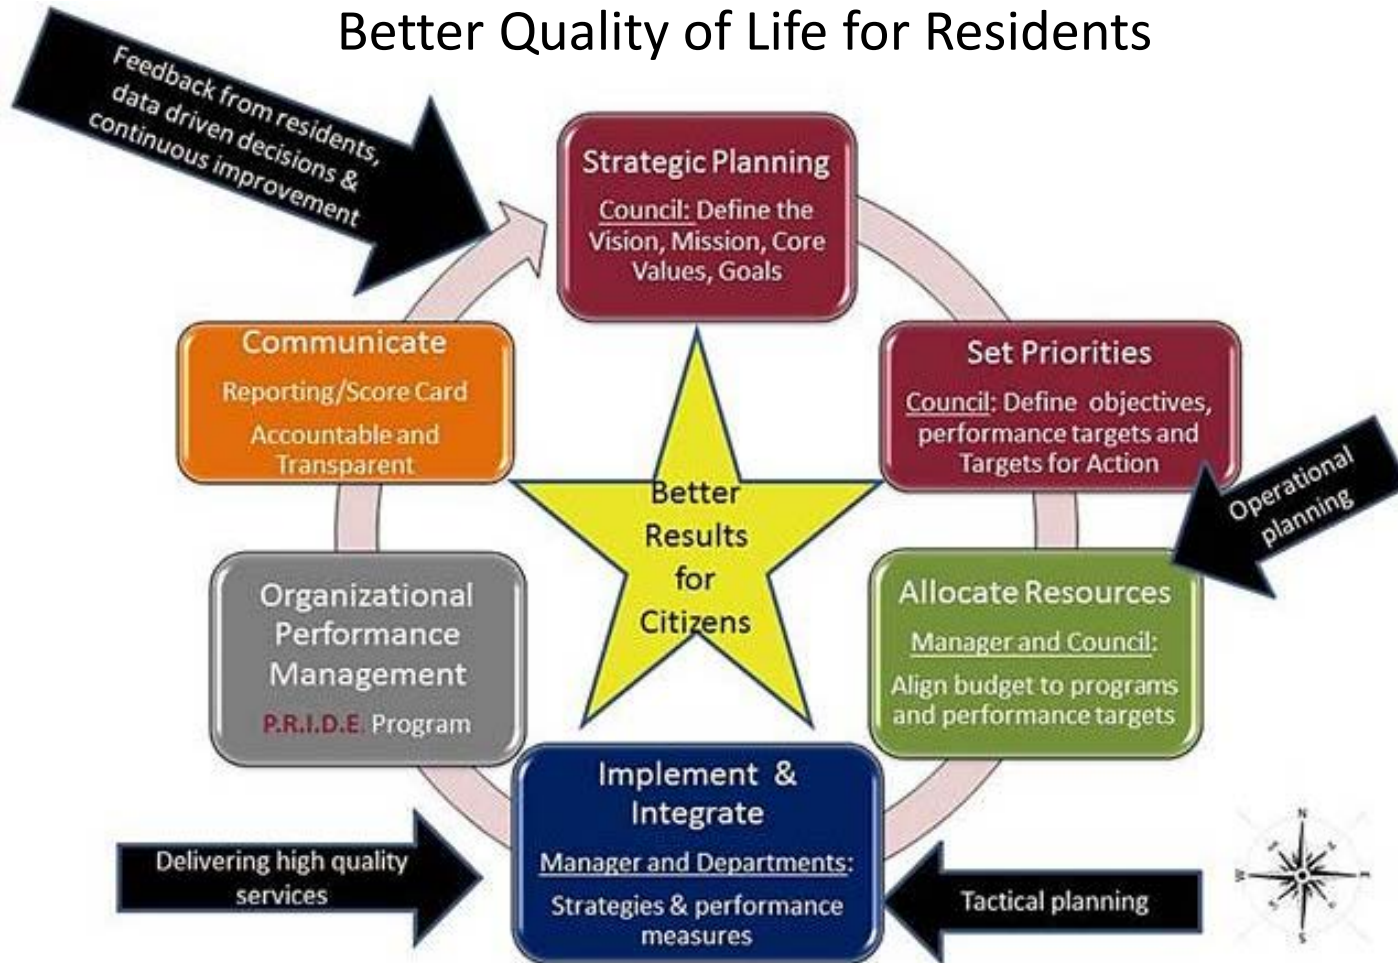 Better Quality of Life for Residents
Feedback from residents,
data driven decisions &
continuous improvement
Strategic Planning
Council: Define the
Vision, Mission, Core
Values, Goals
Set Priorities
Council: Define objectives,
performance targets and
Targets for Action
Operational
planning
Allocate Resources
Manager and Council:
Align budget to programs
and performance targets
Implement &
Integrate
Manager and Departments:
Strategies & performance
measures
Tactical planning
Delivering high quality
services
Organizational
Performance
Management
P.R.I.D.E. Program
Communicate
Reporting/Score Card
Accountable and
Transparent
Better
Results
for
Citizens
N
E
S
W